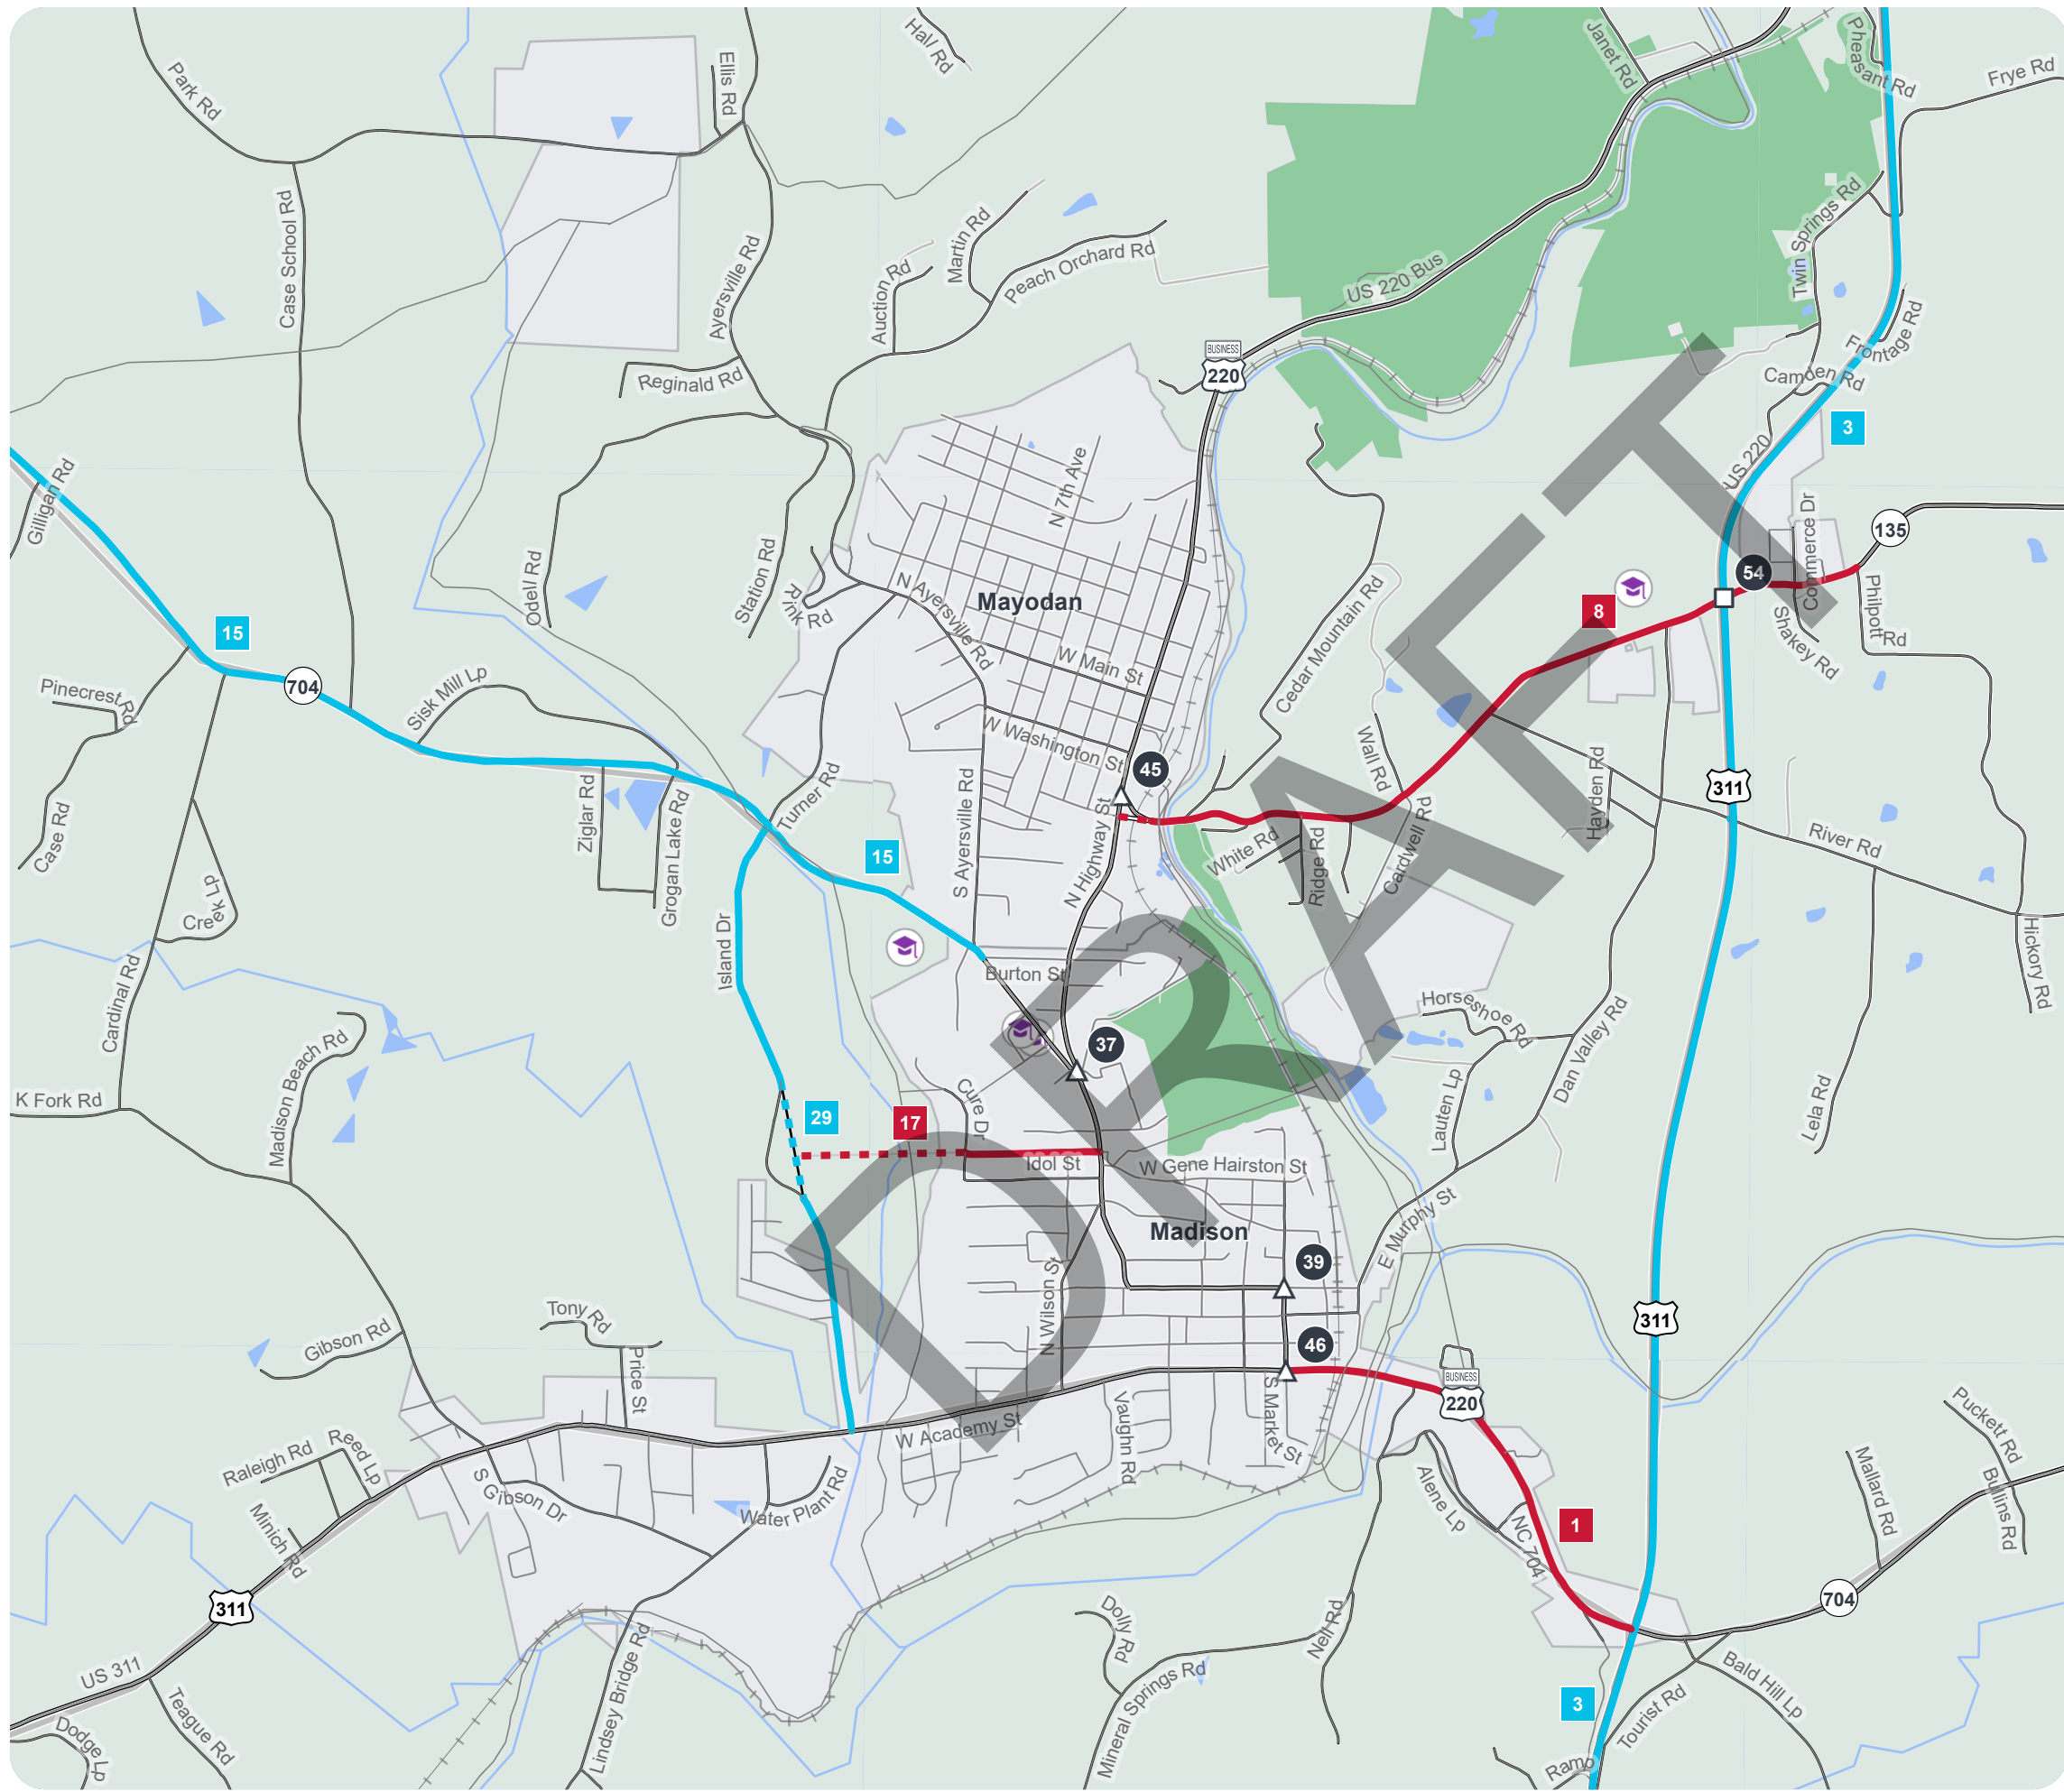 Hal Rd
Janet Rd
Pheasant Rd
Frye Rd
Park Rd
Ellis Rd
Case School Rd
Ayersville Rd
Auction Rd
Martin Rd
Peach Orchard Rd
US 220 Bus
Twin Springs Rd
Frontage Rd
Camden Rd
BUSINESS
220
Reginald Rd
3
US 220
Gilligan Rd
N 7th Ave
Commerce Dr
135
54
Odell Rd
Station Rd
Rink Rd
N Ayersville Rd
Mayodan
Cedar Mountain Rd
8
Philpott Rd
Shakey Rd
15
704
Pinecrest Rd
Sisk Mill Lp
W Main St
W Washington St
45
Wall Rd
Hayden Rd
311
Case Rd
Ziglar Rd
Grogan Lake Rd
Turner Rd
15
S Ayersville Rd
N Highway St
White Rd
Ridge Rd
Cardwell Rd
River Rd
Creek Lp
Cardinal Rd
Island Dr
Burton St
37
Horseshoe Rd
Hickory Rd
K Fork Rd
Madison Beach Rd
29
17
Cure Dr
Lauten Lp
Dan Valley Rd
Lela Rd
Idol St
W Gene Hairston St
Madison
E Murphy St
39
311
Gibson Rd
Tony Rd
Price St
N Wilson St
46
BUSINESS
220
W Academy St
Vaughn Rd
S Market St
Puckett Rd
Raleigh Rd
Reed Lp
S Gibson Dr
Water Plant Rd
Alene Lp
NC 704
1
Mallard Rd
Bullins Rd
Minich Rd
311
704
US 311
Teague Rd
Dodge Lp
Lindsey Bridge Rd
Dolly Rd
Mineral Springs Rd
Neil Rd
3
Tourist Rd
Bald Hill Lp
Ramo
DRAFT